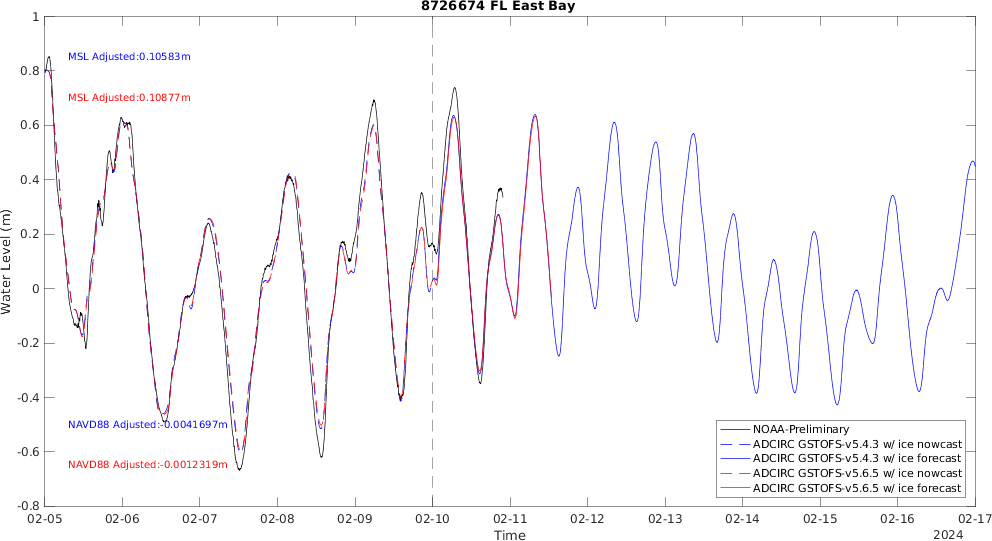 8726674 FL East Bay
1
0.8
0.6
0.4
0.2
0
-0.2
-0.4
-0.6
-0.8
Water Level (m)
MSL Adjusted:0.10583m
MSL Adjusted:0.10877m
NAVD88 Adjusted:-0.0041697m
NAVD88 Adjusted:-0.0012319m
NOAA-Preliminary
ADCIRC GSTOFS-v5.4.3 w/ ice nowcast
ADCIRC GSTOFS-v5.4.3 w/ ice forecast
ADCIRC GSTOFS-v5.6.5 w/ ice nowcast
ADCIRC GSTOFS-v5.6.5 w/ ice forecast
02-05 02-06 02-07 02-08 02-09 02-10 02-11 02-12 02-13 02-14 02-15 02-16 02-17
Time
2024